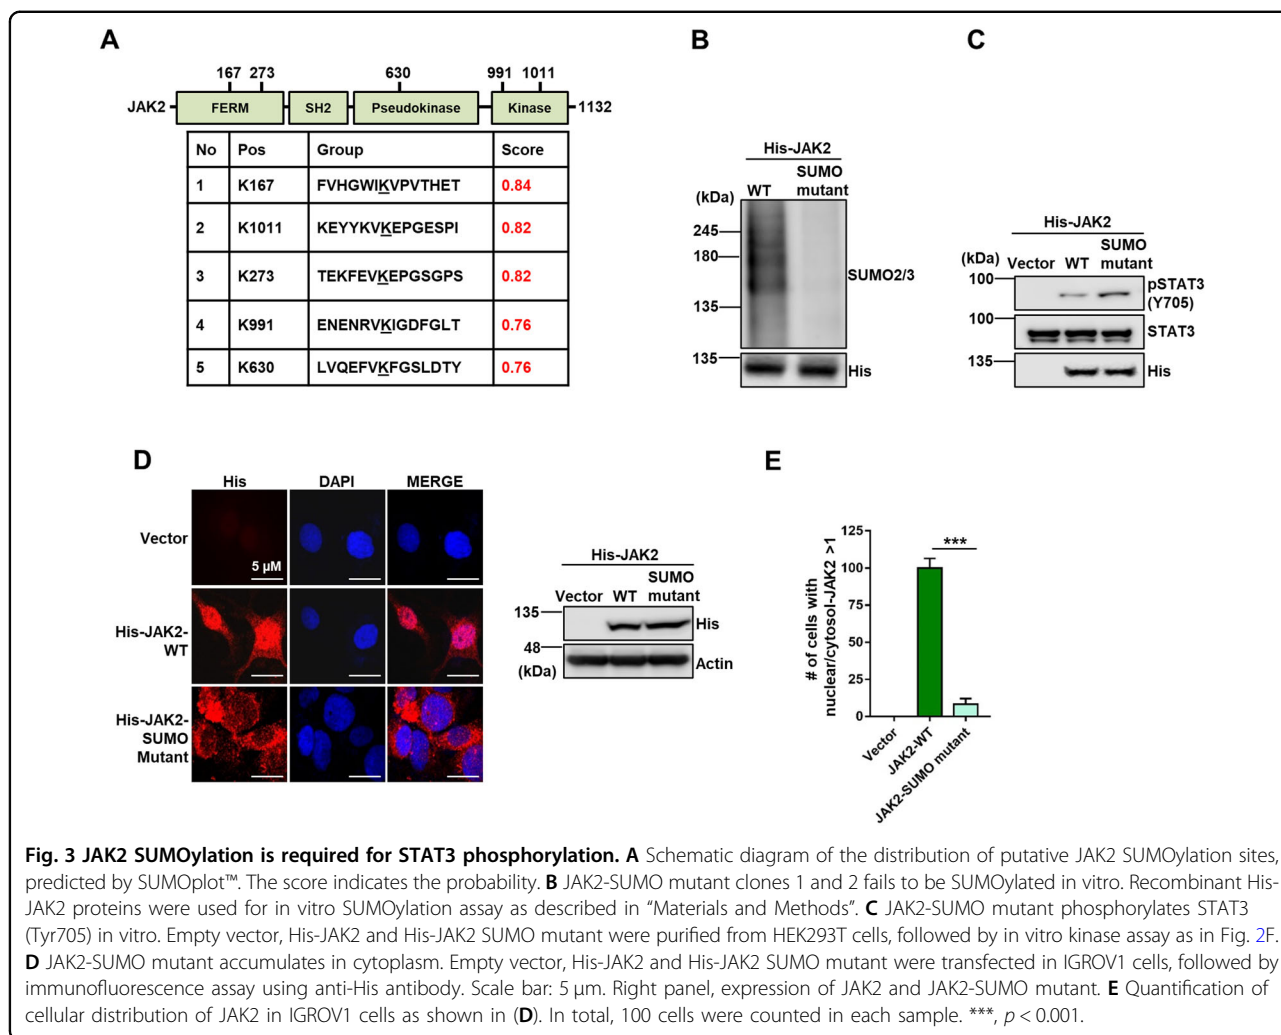 A
167 273 630 991 1011
JAK2 FERM SH2 Pseudokinase Kinase 1132
No Pos Group Score
1 K167 FVHGWIKVPVTHET 0.84
2 K1011 KEYYKVKEPGESPI 0.82
3 K273 TEKFEVKEPGSGPS 0.82
4 K991 ENENRVKIGDFGLT 0.76
5 K630 LVQEFVKFGSLDTY 0.76
B
His-JAK2
SUMO
(kDa) WT mutant
245
180
SUMO2/3
135
135
His
C
His-JAK2
SUMO
(kDa) Vector WT mutant
100 pSTAT3
(Y705)
100 STAT3
135 His
D
His DAPI MERGE
Vector
5 µM
His-JAK2-
WT
His-JAK2-
SUMO
Mutant
His-JAK2
SUMO
Vector WT mutant
135 His
48 Actin
(kDa)
E
# of cells with
nuclear/cytosol-JAK2 >1
125
100
75
50
25
0
***
Vector
JAK2-WT
JAK2-SUMO mutant
Fig. 3 JAK2 SUMOylation is required for STAT3 phosphorylation. A Schematic diagram of the distribution of putative JAK2 SUMOylation sites,
predicted by SUMOplot™. The score indicates the probability. B JAK2-SUMO mutant clones 1 and 2 fails to be SUMOylated in vitro. Recombinant His-
JAK2 proteins were used for in vitro SUMOylation assay as described in “Materials and Methods”. C JAK2-SUMO mutant phosphorylates STAT3
(Tyr705) in vitro. Empty vector, His-JAK2 and His-JAK2 SUMO mutant were purified from HEK293T cells, followed by in vitro kinase assay as in Fig. 2F.
D JAK2-SUMO mutant accumulates in cytoplasm. Empty vector, His-JAK2 and His-JAK2 SUMO mutant were transfected in IGROV1 cells, followed by
immunofluorescence assay using anti-His antibody. Scale bar: 5 µm. Right panel, expression of JAK2 and JAK2-SUMO mutant. E Quantification of
cellular distribution of JAK2 in IGROV1 cells as shown in (D). In total, 100 cells were counted in each sample. ***, p < 0.001.